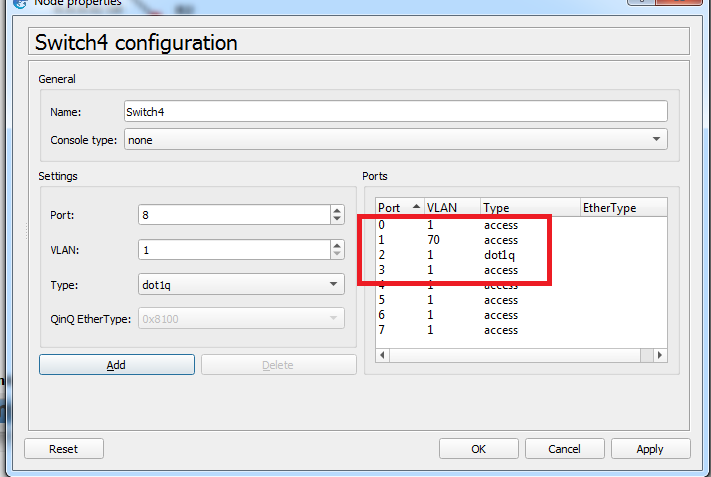 Node properties
Switch4 configuration
General
Name: Switch4
Console type: none
Settings
Port: 8
VLAN: 1
Type: dot1q
QinQ EtherType: 0x8100
Add Delete
Ports
Port VLAN Type EtherType
0 1 access
1 70 access
2 1 dot1q
3 1 access
4 1 access
5 1 access
6 1 access
7 1 access
Reset OK Cancel Apply